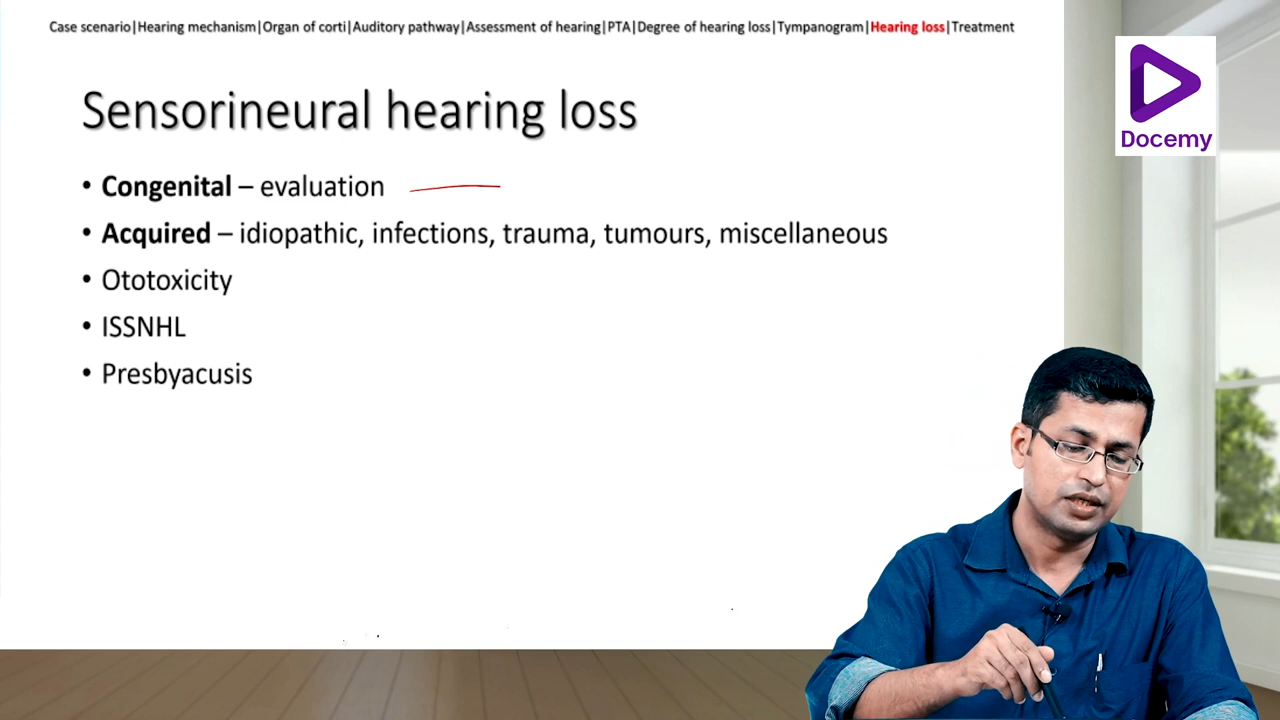 Case scenario|Hearing mechanism|Organ of corti|Auditory pathway|Assessment of hearing|PTA|Degree of hearing loss|Tympanogram|Hearing loss|Treatment
Docemy
Sensorineural hearing loss
• Congenital – evaluation
• Acquired – idiopathic, infections, trauma, tumours, miscellaneous
• Ototoxicity
• ISSNHL
• Presbyacusis